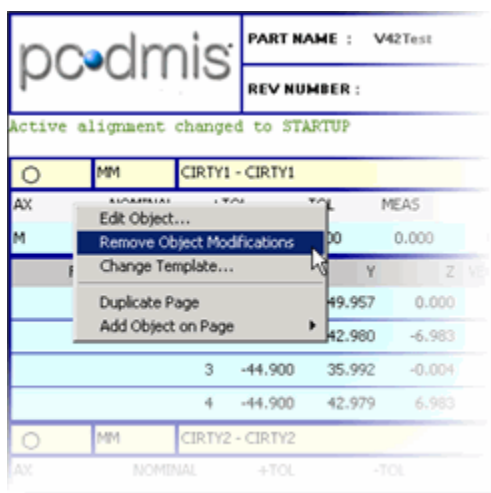 pc•dmis
PART NAME : V42Test
REV NUMBER :
Active alignment changed to STARTUP
MM CIRTY1 - CIRTY1
AX NOMINAL +TOL MEAS
M 0.000
Edit Object...
Remove Object Modifications
Change Template...
Duplicate Page
Add Object on Page
Y Z
49.957 0.000
42.980 -6.983
3 -44.900 35.992 -0.004
4 -44.900 42.979 6.983
MM CIRTY2 - CIRTY2
AX NOMINAL +TOL -TOL